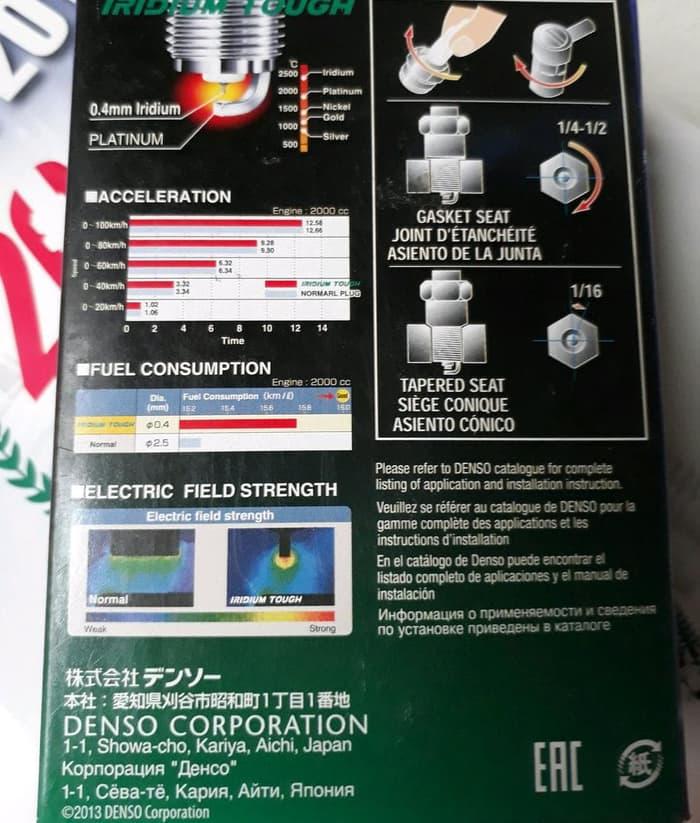 IRIDIUM TOUGH
0.4mm Iridium
PLATINUM
℃
2500 Iridium
2000 Platinum
1500 Nickel
Gold
1000
Silver
500
■ACCELERATION
Engine : 2000 cc
Speed
0~100km/h 12.58
12.66
0~80km/h 9.28
9.30
0~60km/h 6.32
6.34
0~40km/h 3.32
3.34
0~20km/h 1.02
1.06
IRIDIUM TOUGH
NORMARL PLUG
0 2 4 6 8 10 12 14
Time
■FUEL CONSUMPTION
Engine : 2000 cc
Dia. (mm) Fuel Consumption (km/ℓ) Good
15.2 15.4 15.6 15.8 16.0
IRIDIUM TOUGH φ0.4
Normal φ2.5
■ELECTRIC FIELD STRENGTH
Electric field strength
Normal IRIDIUM TOUGH
Weak Strong
1/4-1/2
GASKET SEAT
JOINT D'ÉTANCHÉITÉ
ASIENTO DE LA JUNTA
1/16
TAPERED SEAT
SIÈGE CONIQUE
ASIENTO CÓNICO
Please refer to DENSO catalogue for complete
listing of application and installation instruction.
Veuillez se référer au catalogue de DENSO pour la
gamme complète des applications et les
instructions d'installation
En el catálogo de Denso puede encontrar el
listado completo de aplicaciones y el manual de
instalación
Информация о применяемости и сведения
по установке приведены в каталоге
株式会社 デンソー
本社：愛知県刈谷市昭和町1丁目1番地
DENSO CORPORATION
1-1, Showa-cho, Kariya, Aichi, Japan
Корпорация "Денсо"
1-1, Сёва-тё, Кария, Айти, Япония
©2013 DENSO Corporation
EAC
紙